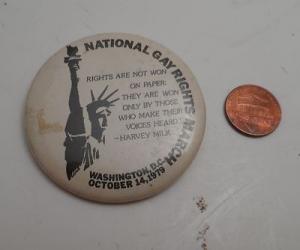 NATIONAL GAY RIGHTS MARCH
RIGHTS ARE NOT WON
ON PAPER:
THEY ARE WON
ONLY BY THOSE
WHO MAKE THEIR
VOICES HEARD.
-HARVEY MILK
WASHINGTON, D.C.
OCTOBER 14, 1979